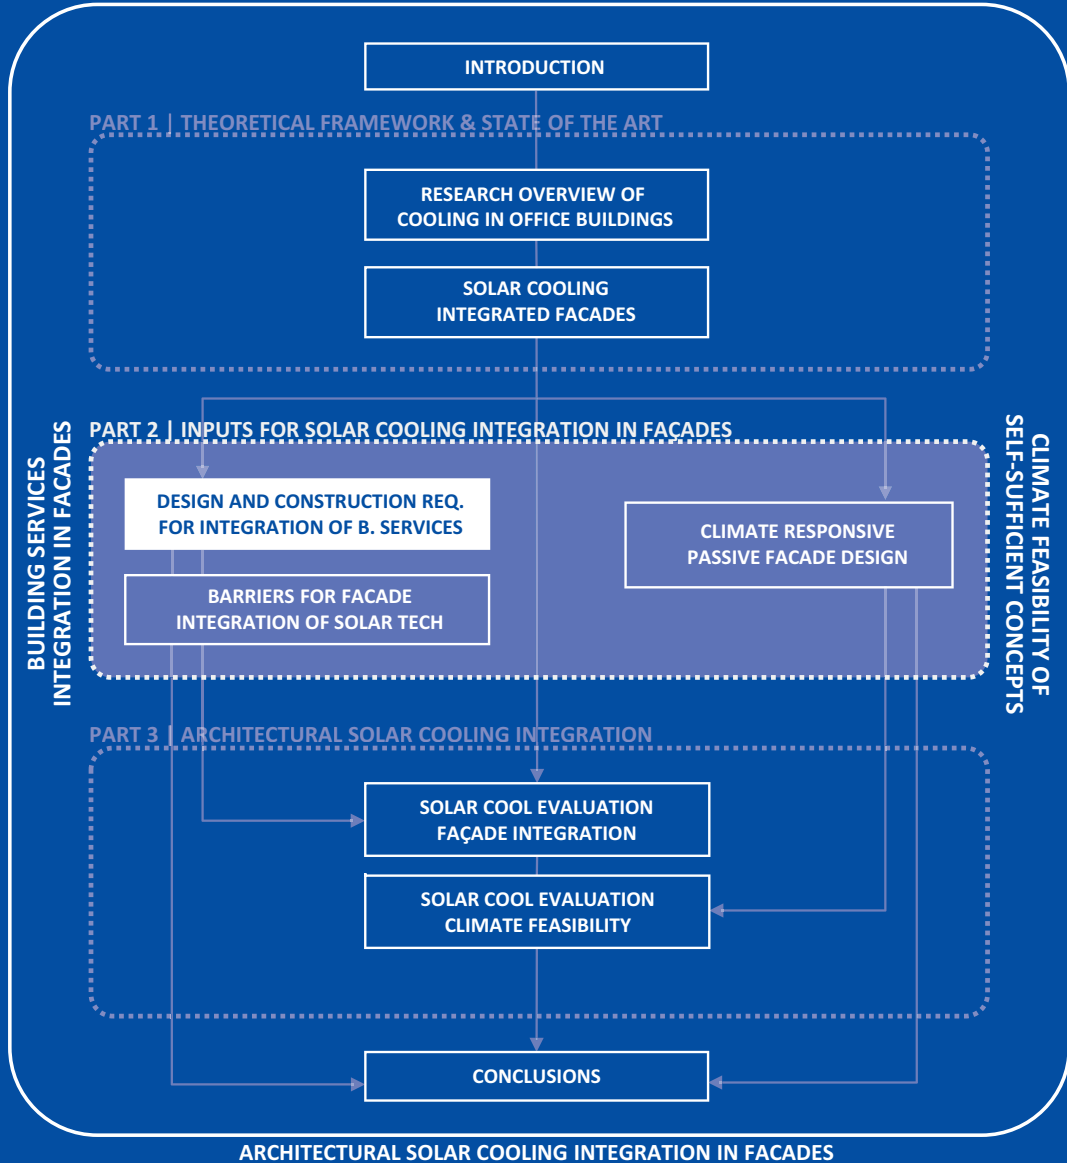 INTRODUCTION
PART 1 | THEORETICAL FRAMEWORK & STATE OF THE ART
RESEARCH OVERVIEW OF
COOLING IN OFFICE BUILDINGS
SOLAR COOLING
INTEGRATED FACADES
BUILDING SERVICES
INTEGRATION IN FACADES
PART 2 | INPUTS FOR SOLAR COOLING INTEGRATION IN FAÇADES
DESIGN AND CONSTRUCTION REQ.
FOR INTEGRATION OF B. SERVICES
BARRIERS FOR FACADE
INTEGRATION OF SOLAR TECH
CLIMATE RESPONSIVE
PASSIVE FACADE DESIGN
CLIMATE FEASIBILITY OF
SELF-SUFFICIENT CONCEPTS
PART 3 | ARCHITECTURAL SOLAR COOLING INTEGRATION
SOLAR COOL EVALUATION
FAÇADE INTEGRATION
SOLAR COOL EVALUATION
CLIMATE FEASIBILITY
CONCLUSIONS
ARCHITECTURAL SOLAR COOLING INTEGRATION IN FACADES